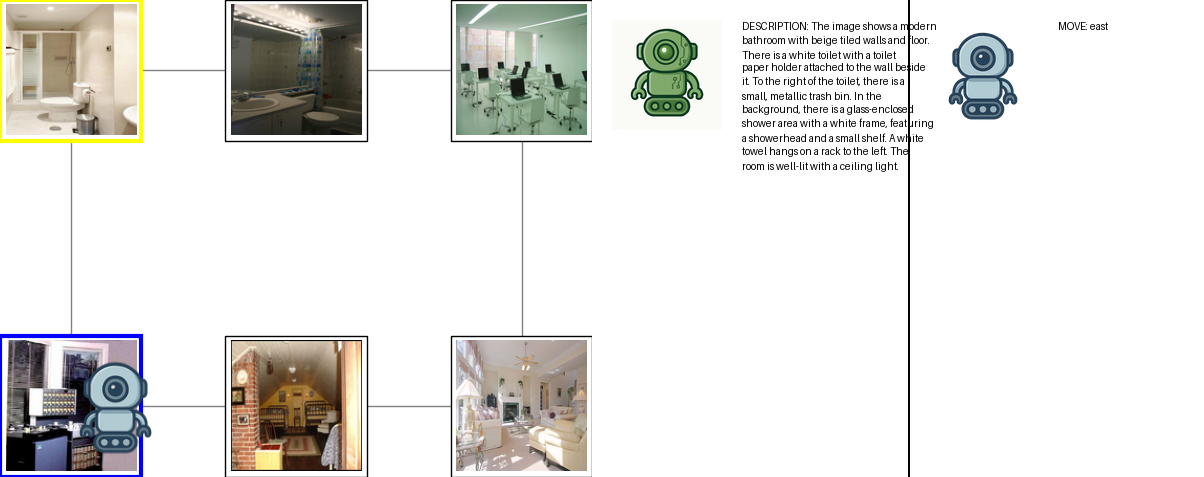 DESCRIPTION: The image shows a modern
bathroom with beige tiled walls and floor.
There is a white toilet with a toilet
paper holder attached to the wall beside
it. To the right of the toilet, there is a
small, metallic trash bin. In the
background, there is a glass-enclosed
shower area with a white frame, featuring
a showerhead and a small shelf. A white
towel hangs on a rack to the left. The
room is well-lit with a ceiling light.
MOVE: east